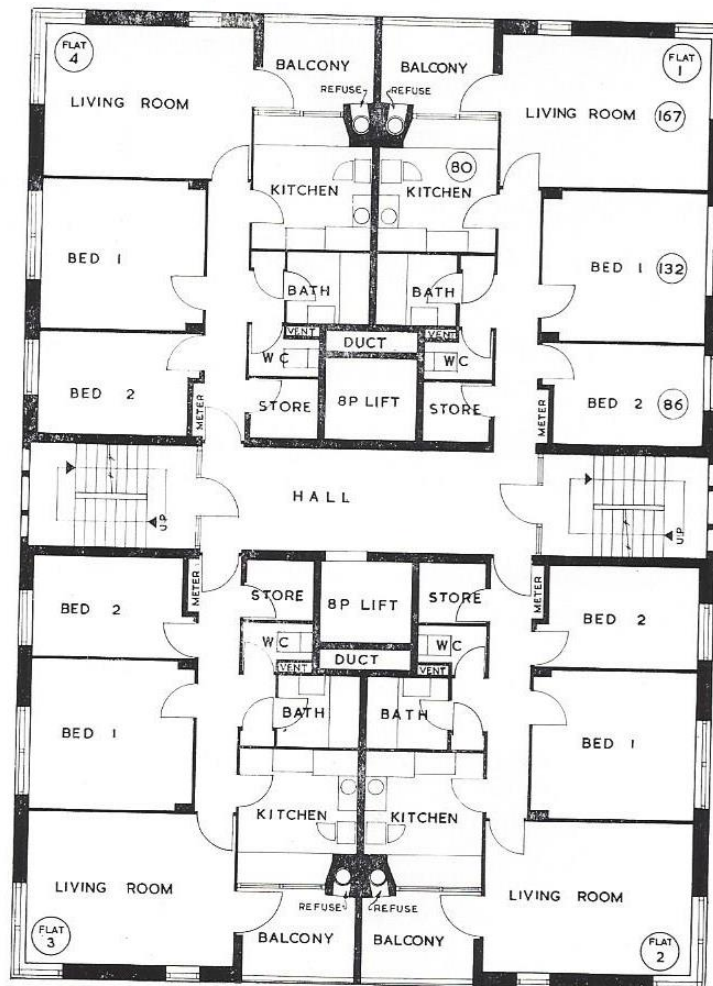 FLAT
4
BALCONY
BALCONY
FLAT
1
REFUSE
REFUSE
LIVING ROOM
LIVING ROOM
167
80
KITCHEN
KITCHEN
BED 1
BED 1
132
BATH
BATH
VENT
VENT
DUCT
WC
WC
BED 2
BED 2
86
METER
STORE
8P LIFT
STORE
METER
HALL
UP
UP
METER
METER
BED 2
STORE
8P LIFT
STORE
BED 2
WC
WC
DUCT
VENT
VENT
BED 1
BATH
BATH
BED 1
KITCHEN
KITCHEN
LIVING ROOM
LIVING ROOM
REFUSE
REFUSE
FLAT
3
BALCONY
BALCONY
FLAT
2